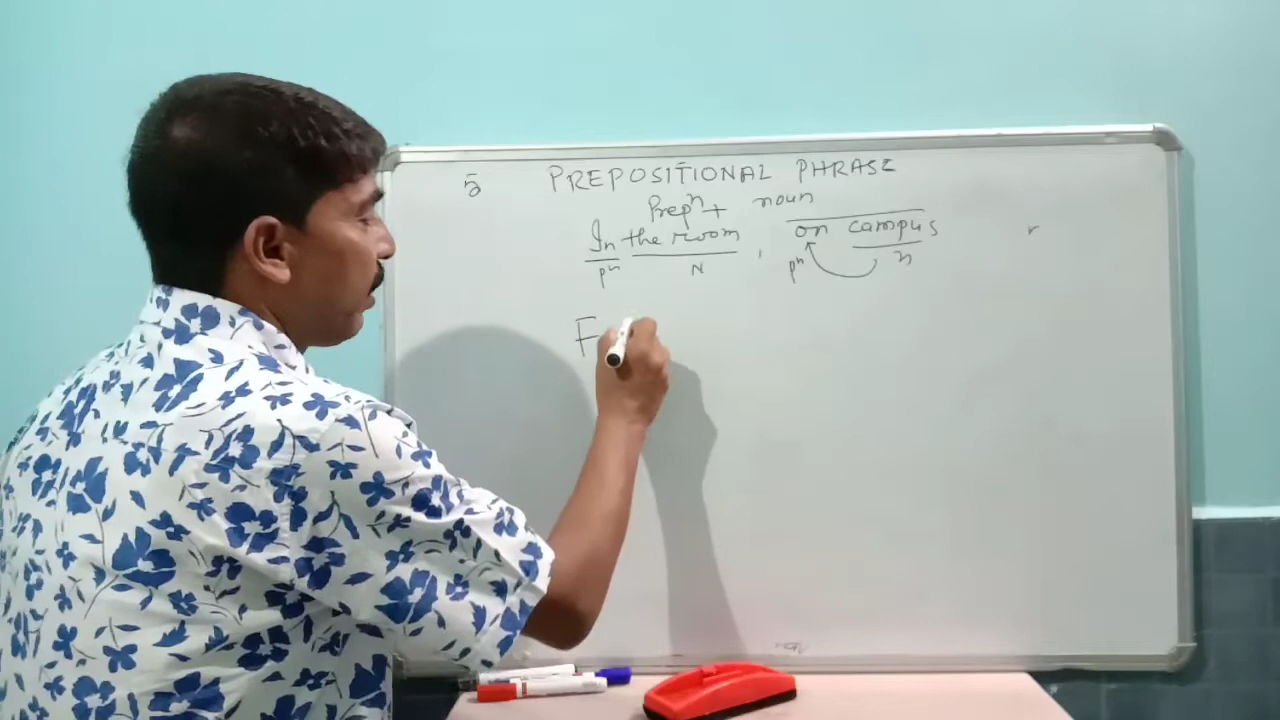 5 PREPOSITIONAL PHRASE
Prepⁿ + noun
In the room, on campus
pⁿ N pⁿ n
F